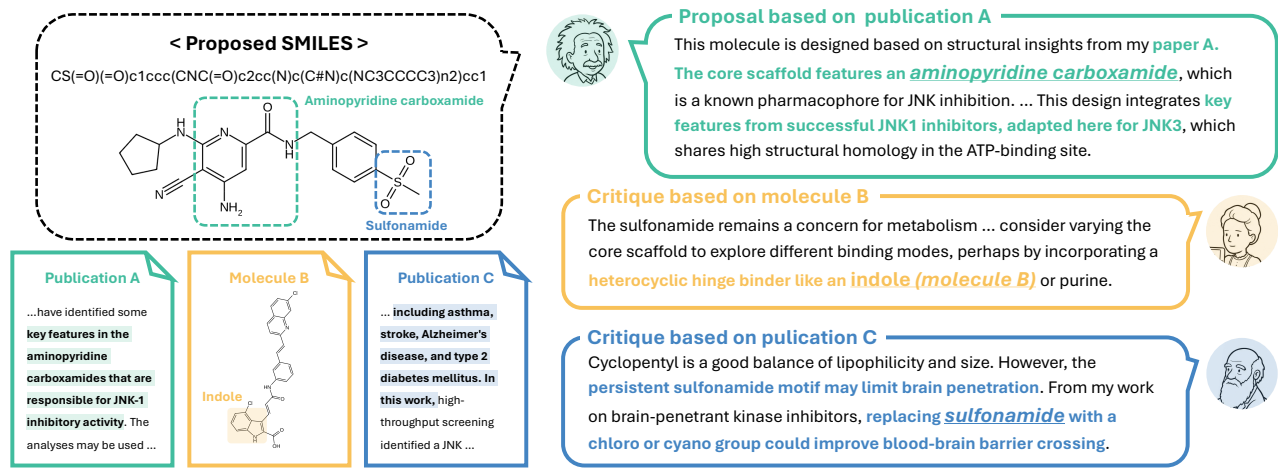 < Proposed SMILES >
CS(=O)(=O)c1ccc(CNC(=O)c2cc(N)c(C#N)c(NC3CCCC3)n2)cc1
Aminopyridine carboxamide
H
N
N
O
N
H
N
NH2
O
S
O
Sulfonamide
Publication A
...have identified some
key features in the
aminopyridine
carboxamides that are
responsible for JNK-1
inhibitory activity. The
analyses may be used ...
Molecule B
Cl
N
HN
O
Indole
Cl
O
N
H
OH
Publication C
... including asthma,
stroke, Alzheimer's
disease, and type 2
diabetes mellitus. In
this work, high-
throughput screening
identified a JNK ...
Proposal based on publication A
This molecule is designed based on structural insights from my paper A.
The core scaffold features an aminopyridine carboxamide, which
is a known pharmacophore for JNK inhibition. ... This design integrates key
features from successful JNK1 inhibitors, adapted here for JNK3, which
shares high structural homology in the ATP-binding site.
Critique based on molecule B
The sulfonamide remains a concern for metabolism ... consider varying the
core scaffold to explore different binding modes, perhaps by incorporating a
heterocyclic hinge binder like an indole (molecule B) or purine.
Critique based on pulication C
Cyclopentyl is a good balance of lipophilicity and size. However, the
persistent sulfonamide motif may limit brain penetration. From my work
on brain-penetrant kinase inhibitors, replacing sulfonamide with a
chloro or cyano group could improve blood-brain barrier crossing.